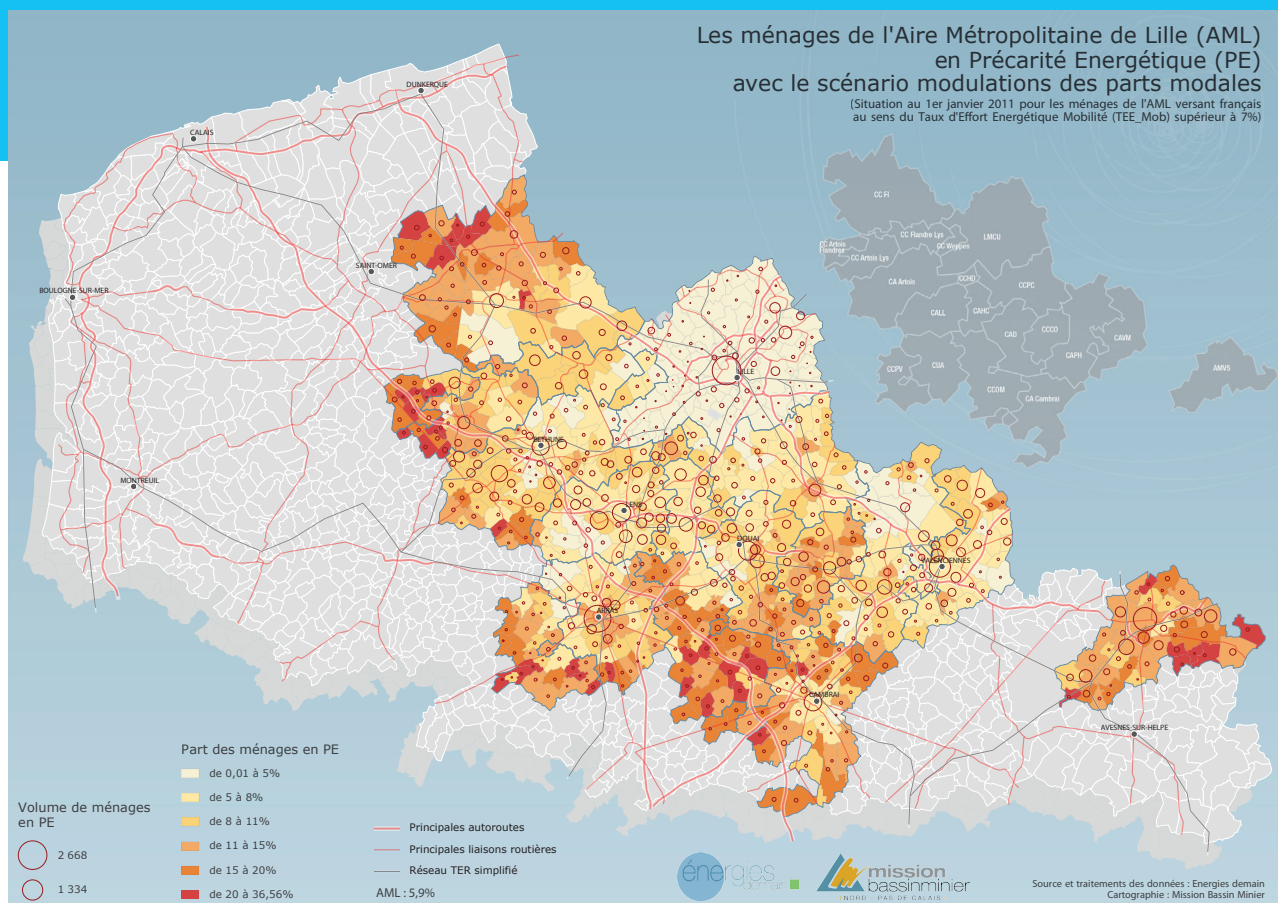 Les ménages de l'Aire Métropolitaine de Lille (AML)
en Précarité Energétique (PE)
avec le scénario modulations des parts modales
(Situation au 1er janvier 2011 pour les ménages de l'AML versant français
au sens du Taux d'Effort Energétique Mobilité (TEE_Mob) supérieur à 7%)
DUNKERQUE
CALAIS
SAINT-OMER
BOULOGNE-SUR-MER
MONTREUIL
LILLE
BETHUNE
LENS
DOUAI
VALENCIENNES
ARRAS
CAMBRAI
AVESNES-SUR-HELPE
CC FI
CC Flandre Lys
LMCU
CC Weppes
CC Artois
Flandres
CC Artois Lys
CA Artois
CCHD
CCPC
CALL
CAHC
CAD
CCCO
CAVM
CAPH
CCPV
CUA
CCOM
CA Cambrai
AMVS
Part des ménages en PE
de 0,01 à 5%
de 5 à 8%
de 8 à 11%
de 11 à 15%
de 15 à 20%
de 20 à 36,56%
Volume de ménages
en PE
2 668
1 334
Principales autoroutes
Principales liaisons routières
Réseau TER simplifié
AML : 5,9%
énergies
demain
mission
bassinminier
NORD - PAS DE CALAIS
Source et traitements des données : Energies demain
Cartographie : Mission Bassin Minier